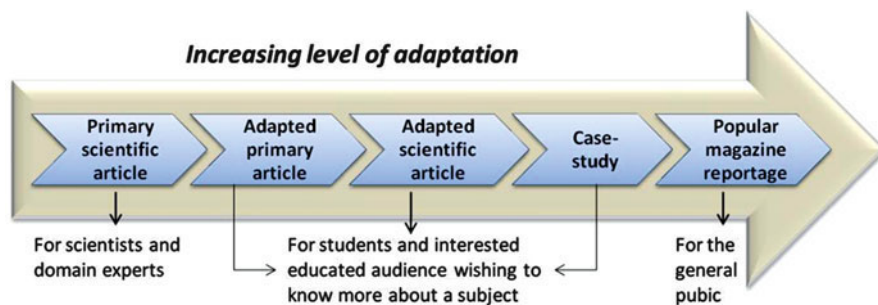 Increasing level of adaptation
Primary
scientific
article
Adapted
primary
article
Adapted
scientific
article
Case-
study
Popular
magazine
reportage
For scientists and
domain experts
For students and interested
educated audience wishing to
know more about a subject
For the
general
pubic